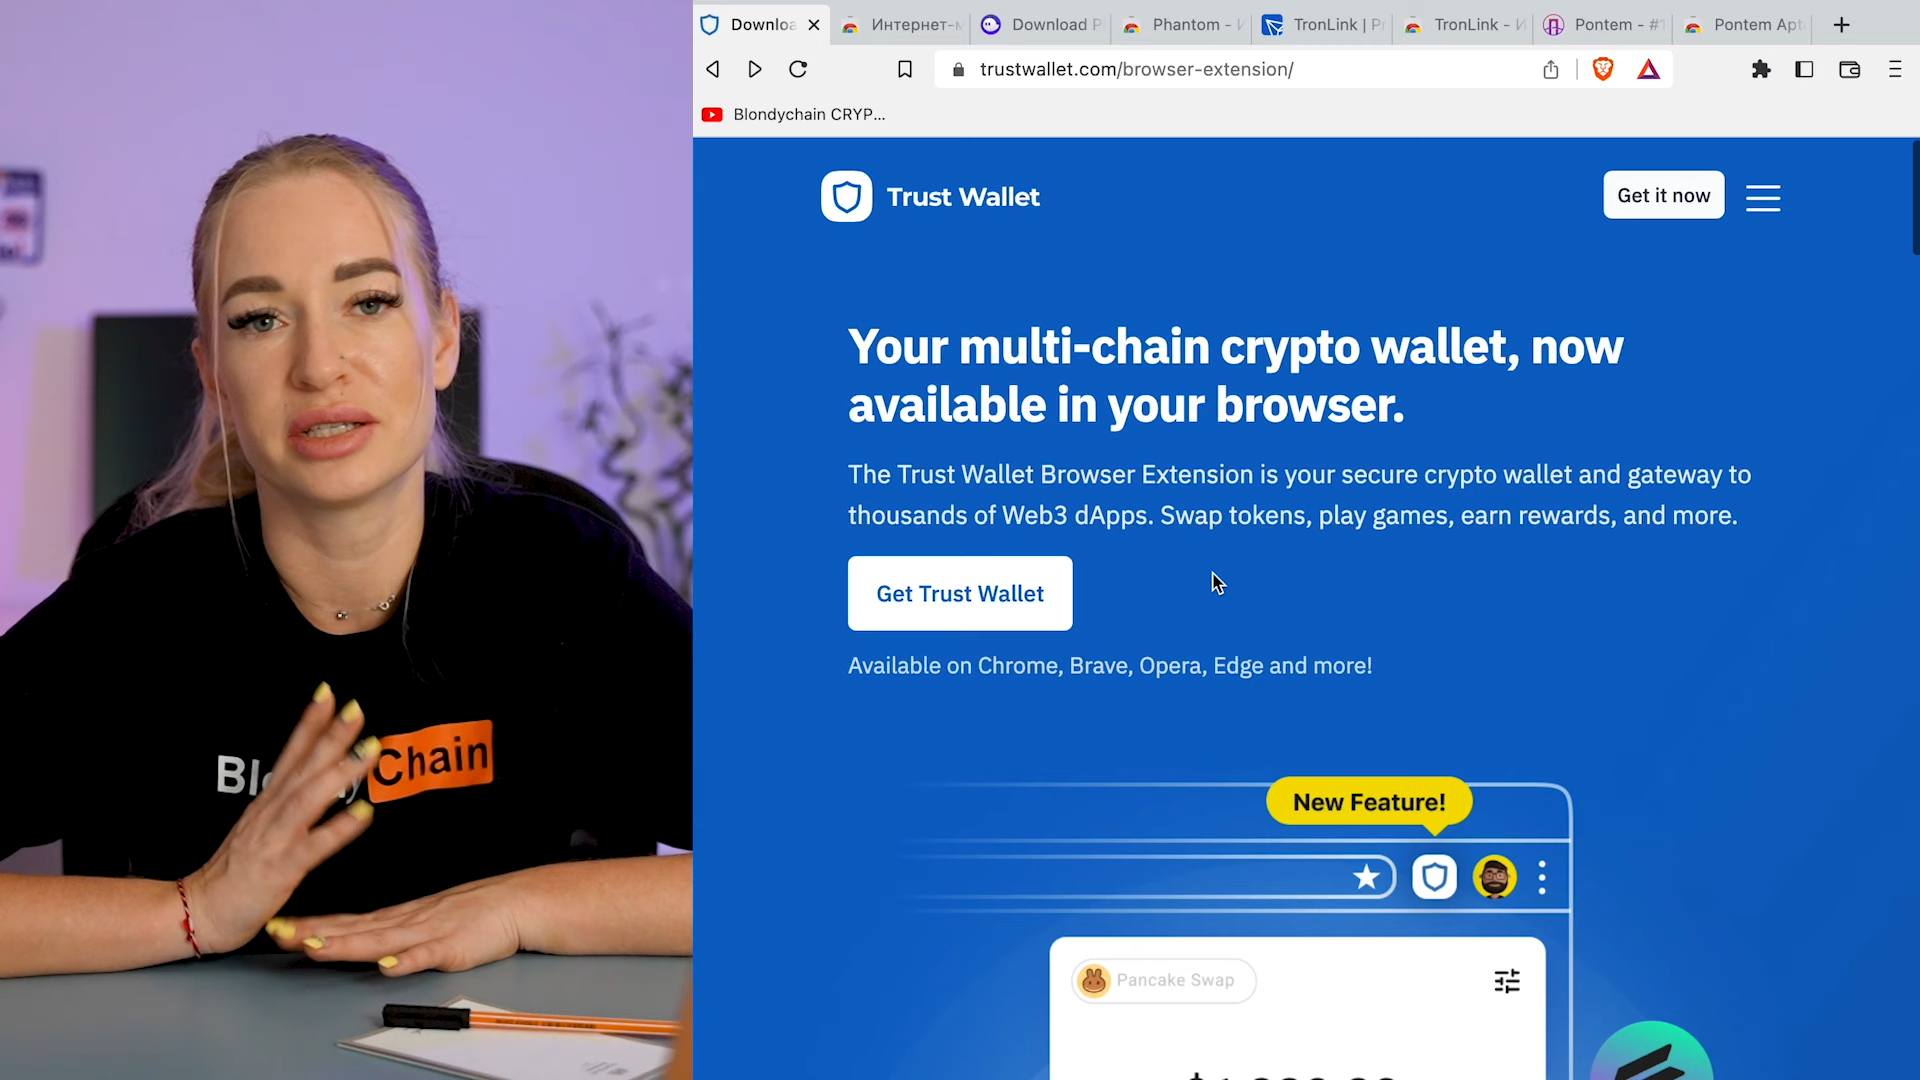 Downloa
Интернет-м
Download P
Phantom - И
TronLink | Pr
TronLink - И
Pontem - #1
Pontem Apt
trustwallet.com/browser-extension/
Blondychain CRYP...
Trust Wallet
Get it now
Your multi-chain crypto wallet, now
available in your browser.
The Trust Wallet Browser Extension is your secure crypto wallet and gateway to
thousands of Web3 dApps. Swap tokens, play games, earn rewards, and more.
Get Trust Wallet
Available on Chrome, Brave, Opera, Edge and more!
New Feature!
Pancake Swap
Chain